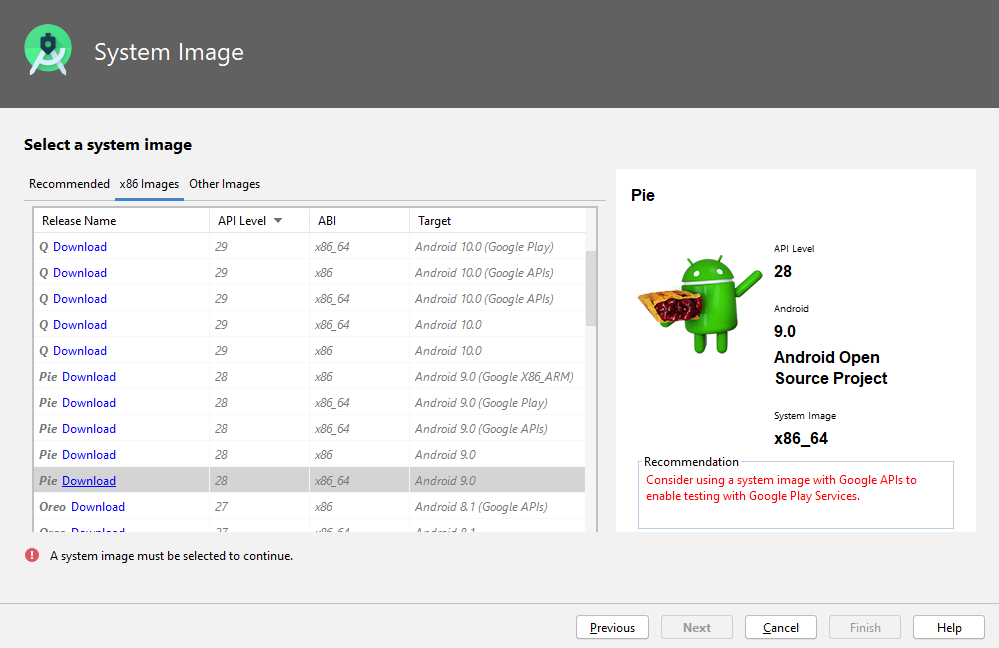 System Image
Select a system image
Recommended x86 Images Other Images
Release Name API Level ABI Target
Q Download 29 x86_64 Android 10.0 (Google Play)
Q Download 29 x86 Android 10.0 (Google APIs)
Q Download 29 x86_64 Android 10.0 (Google APIs)
Q Download 29 x86_64 Android 10.0
Q Download 29 x86 Android 10.0
Pie Download 28 x86 Android 9.0 (Google X86_ARM)
Pie Download 28 x86_64 Android 9.0 (Google Play)
Pie Download 28 x86_64 Android 9.0 (Google APIs)
Pie Download 28 x86 Android 9.0
Pie Download 28 x86_64 Android 9.0
Oreo Download 27 x86 Android 8.1 (Google APIs)
Oreo Download 27 x86_64 Android 8.1
Pie
API Level
28
Android
9.0
Android Open
Source Project
System Image
x86_64
Recommendation
Consider using a system image with Google APIs to
enable testing with Google Play Services.
A system image must be selected to continue.
Previous Next Cancel Finish Help